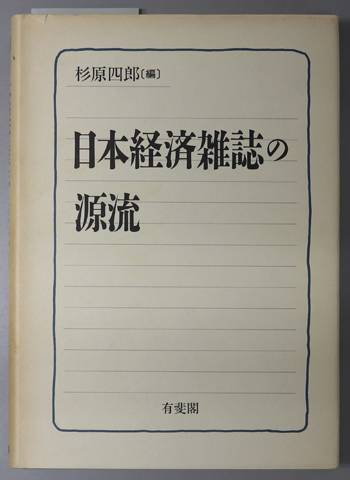 杉原四郎〔編〕
日本経済雑誌の
源流
有斐閣